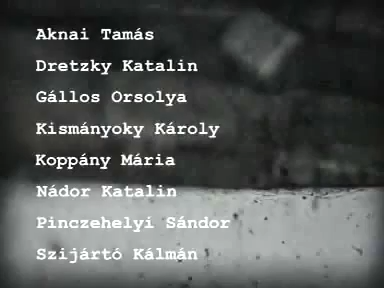 Aknai Tamás
Dretzky Katalin
Gállos Orsolya
Kismányoky Károly
Koppány Mária
Nádor Katalin
Pinczehelyi Sándor
Szijártó Kálmán